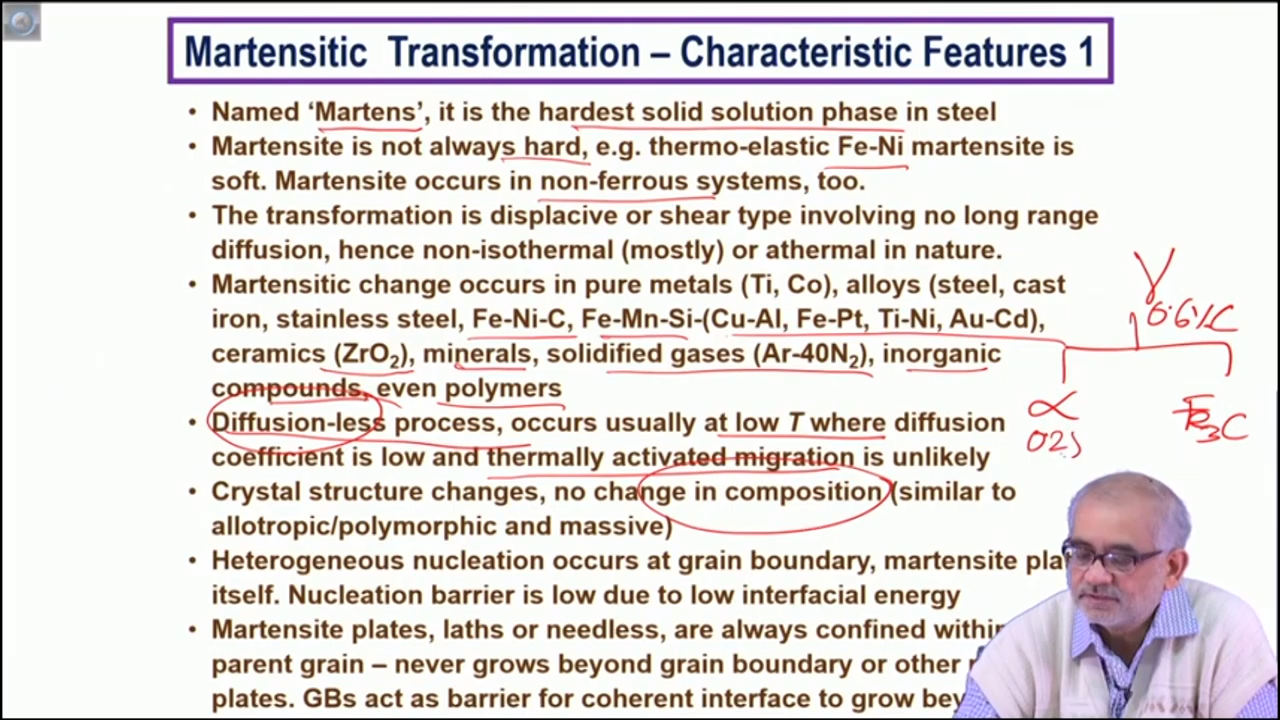 Martensitic Transformation – Characteristic Features 1
• Named ‘Martens’, it is the hardest solid solution phase in steel
• Martensite is not always hard, e.g. thermo-elastic Fe-Ni martensite is
soft. Martensite occurs in non-ferrous systems, too.
• The transformation is displacive or shear type involving no long range
diffusion, hence non-isothermal (mostly) or athermal in nature.
• Martensitic change occurs in pure metals (Ti, Co), alloys (steel, cast
iron, stainless steel, Fe-Ni-C, Fe-Mn-Si-(Cu-Al, Fe-Pt, Ti-Ni, Au-Cd),
ceramics (ZrO₂), minerals, solidified gases (Ar-40N₂), inorganic
compounds, even polymers
• Diffusion-less process, occurs usually at low T where diffusion
coefficient is low and thermally activated migration is unlikely
• Crystal structure changes, no change in composition (similar to
allotropic/polymorphic and massive)
• Heterogeneous nucleation occurs at grain boundary, martensite
itself. Nucleation barrier is low due to low interfacial energy
• Martensite plates, laths or needless, are always confined within
parent grain – never grows beyond grain boundary or other
plates. GBs act as barrier for coherent interface to grow
γ
0.6%C
α
Fe₃C